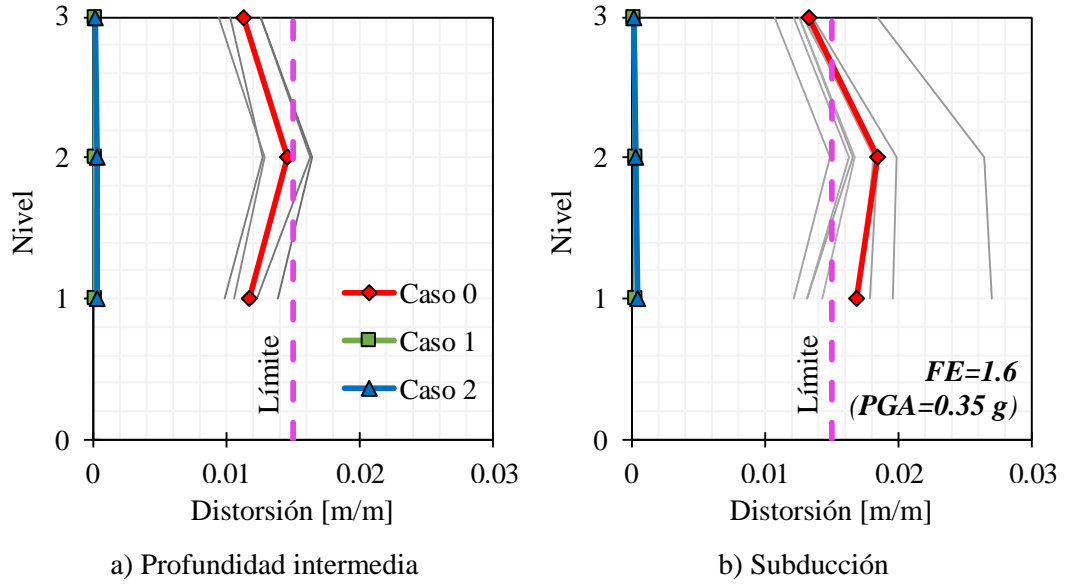 3
2
1
0
Nivel
Límite
Caso 0
Caso 1
Caso 2
0
0.01
0.02
0.03
Distorsión [m/m]
a) Profundidad intermedia
3
2
1
0
Nivel
Límite
FE=1.6
(PGA=0.35 g)
0
0.01
0.02
0.03
Distorsión [m/m]
b) Subducción